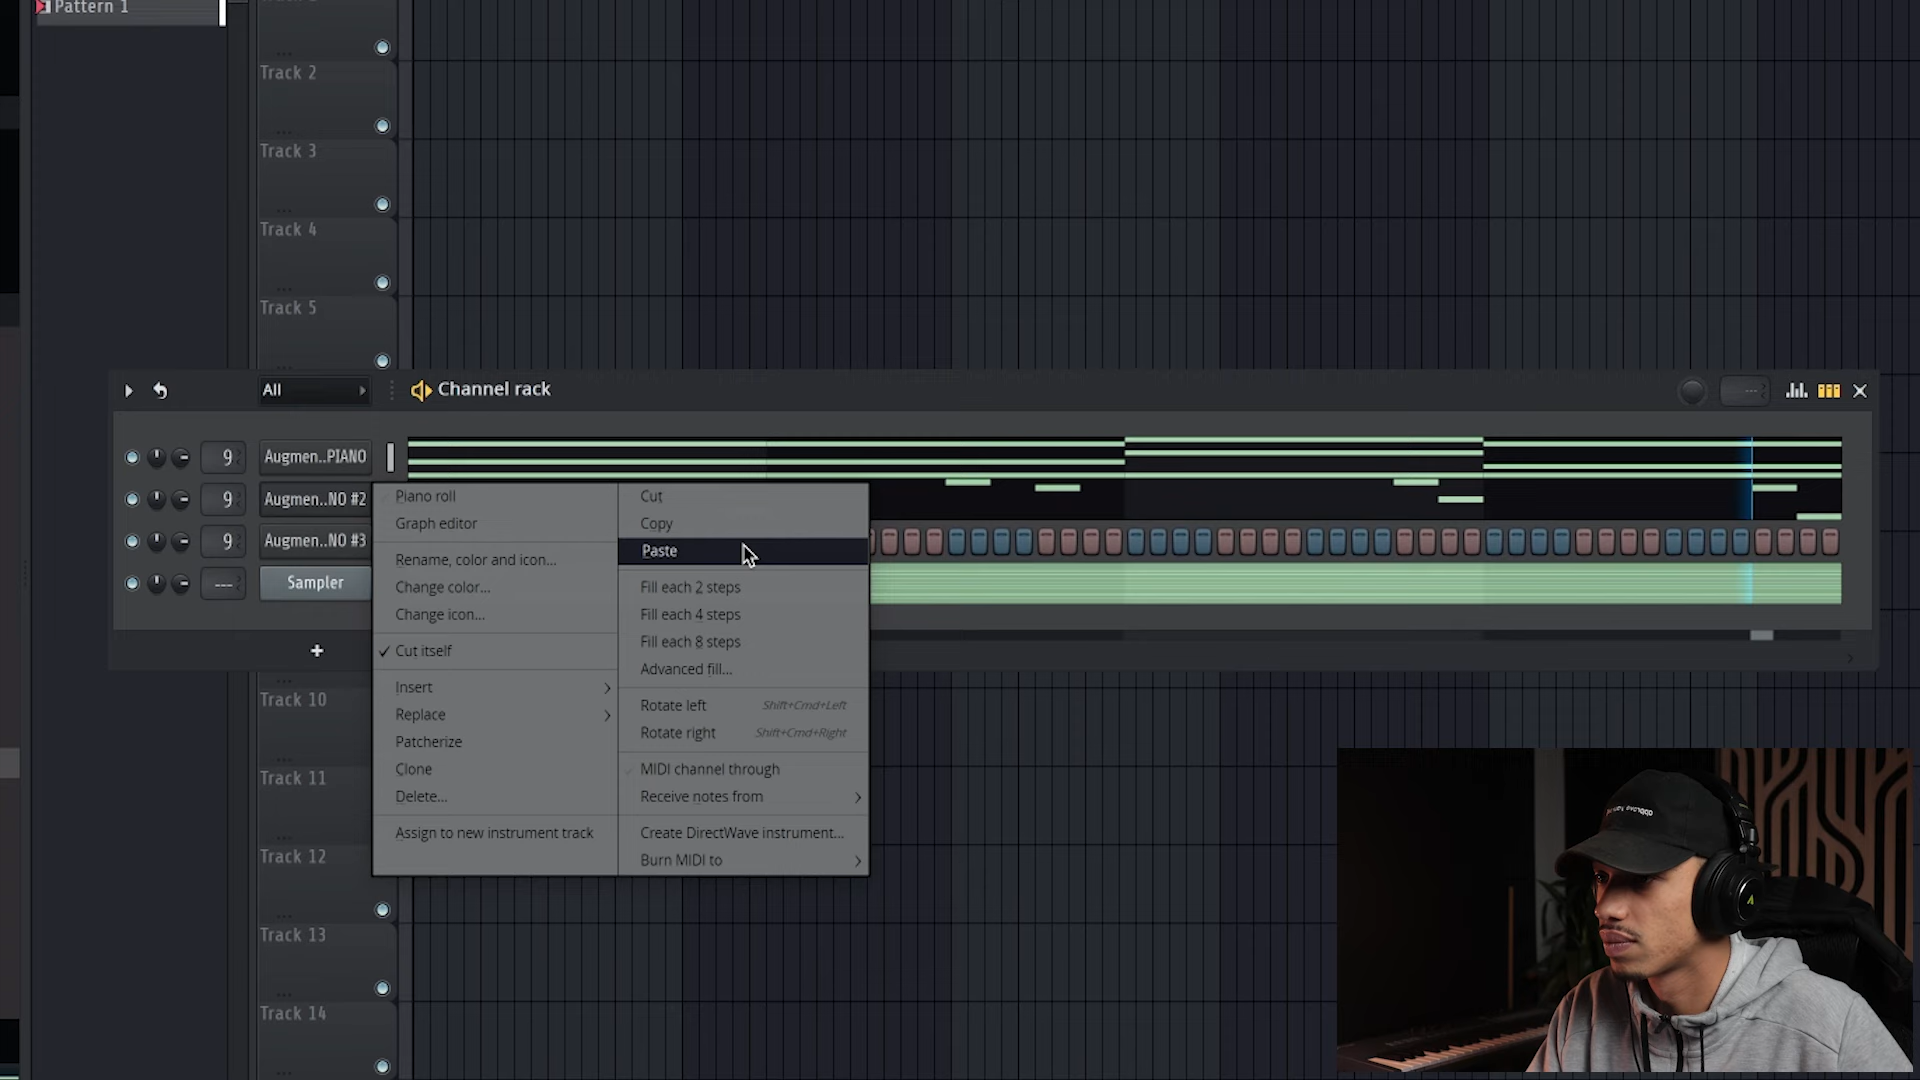 Pattern 1
Track 2
Track 3
Track 4
Track 5
All
Channel rack
9
Augmen..PIANO
9
Augmen..NO #2
9
Augmen..NO #3
---
Sampler
Piano roll
Graph editor
Rename, color and icon...
Change color...
Change icon...
Cut itself
Insert
Replace
Patcherize
Clone
Delete...
Assign to new instrument track
Cut
Copy
Paste
Fill each 2 steps
Fill each 4 steps
Fill each 8 steps
Advanced fill...
Rotate left Shift+Cmd+Left
Rotate right Shift+Cmd+Right
MIDI channel through
Receive notes from
Create DirectWave instrument...
Burn MIDI to
Track 10
Track 11
Track 12
Track 13
Track 14